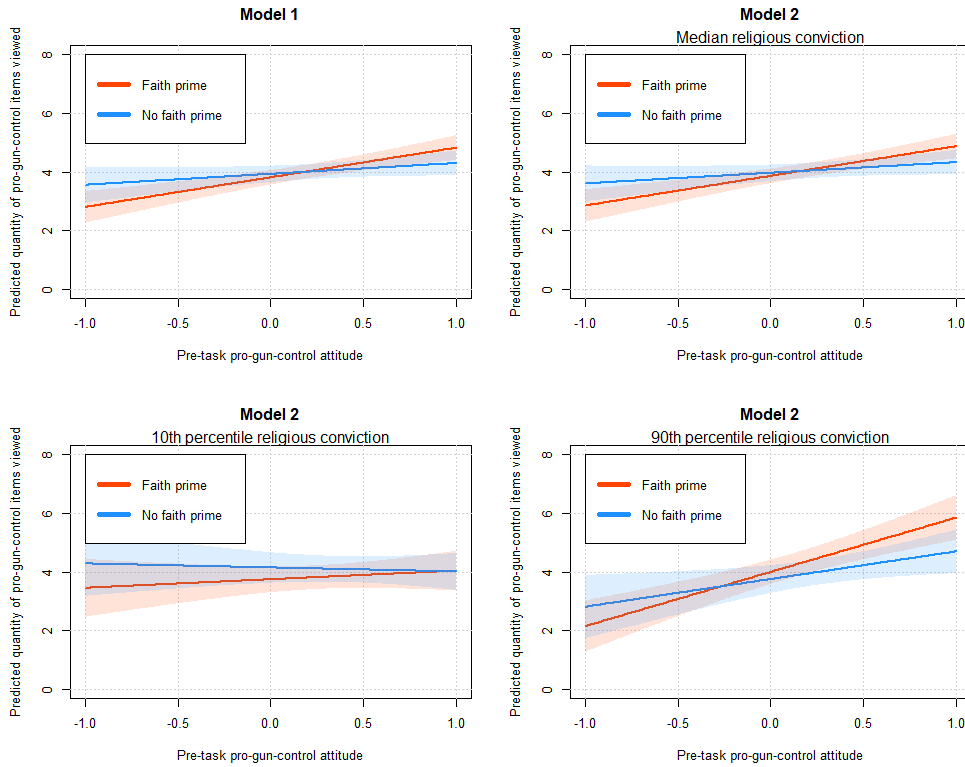 Model 1
Predicted quantity of pro-gun-control items viewed
8
6
4
2
0
Faith prime
No faith prime
-1.0 -0.5 0.0 0.5 1.0
Pre-task pro-gun-control attitude
Model 2
Median religious conviction
Predicted quantity of pro-gun-control items viewed
8
6
4
2
0
Faith prime
No faith prime
-1.0 -0.5 0.0 0.5 1.0
Pre-task pro-gun-control attitude
Model 2
10th percentile religious conviction
Predicted quantity of pro-gun-control items viewed
8
6
4
2
0
Faith prime
No faith prime
-1.0 -0.5 0.0 0.5 1.0
Pre-task pro-gun-control attitude
Model 2
90th percentile religious conviction
Predicted quantity of pro-gun-control items viewed
8
6
4
2
0
Faith prime
No faith prime
-1.0 -0.5 0.0 0.5 1.0
Pre-task pro-gun-control attitude